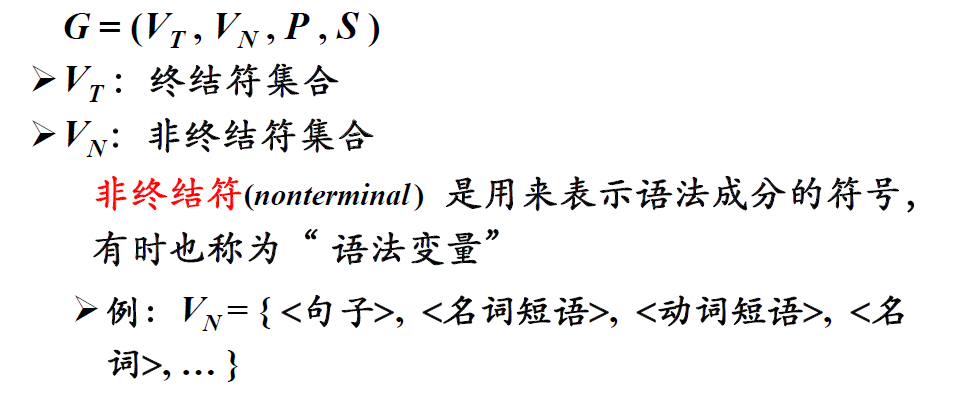 G = (V_T , V_N , P , S )
➢V_T : 终结符集合
➢V_N: 非终结符集合
非终结符(nonterminal) 是用来表示语法成分的符号,
有时也称为“ 语法变量”
➢例: V_N = { <句子>, <名词短语>, <动词短语>, <名
词>, … }